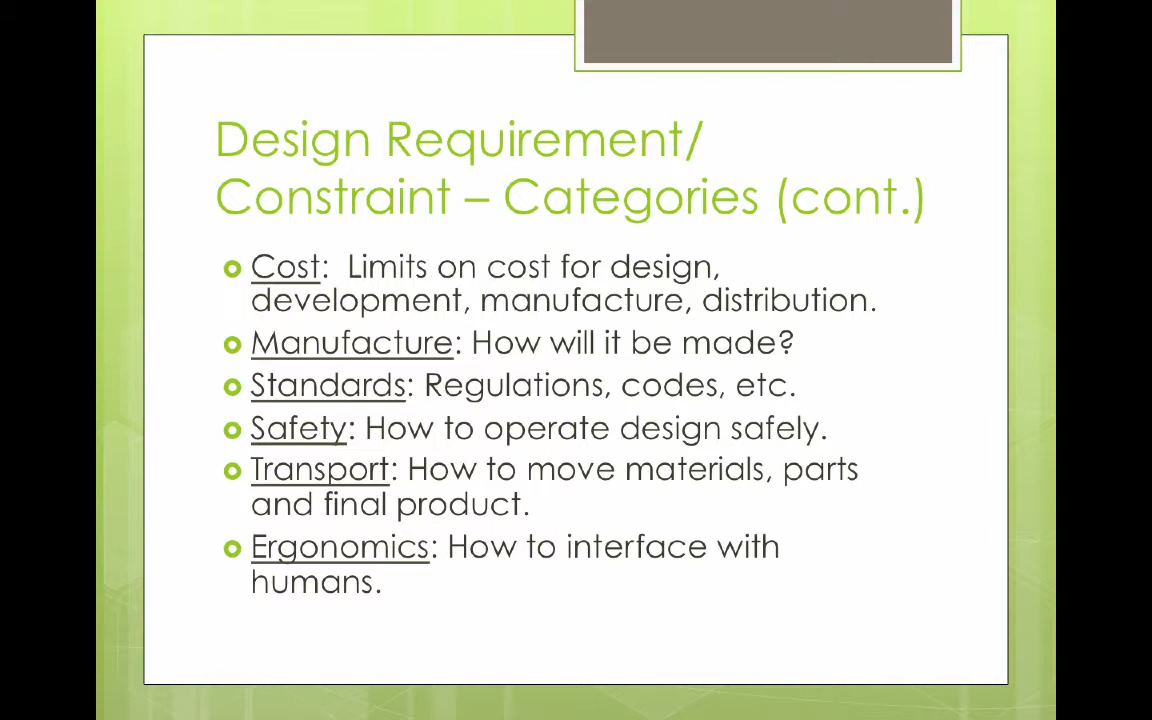 Design Requirement/
Constraint – Categories (cont.)
Cost:  Limits on cost for design,
development, manufacture, distribution.
Manufacture: How will it be made?
Standards: Regulations, codes, etc.
Safety: How to operate design safely.
Transport: How to move materials, parts
and final product.
Ergonomics: How to interface with
humans.